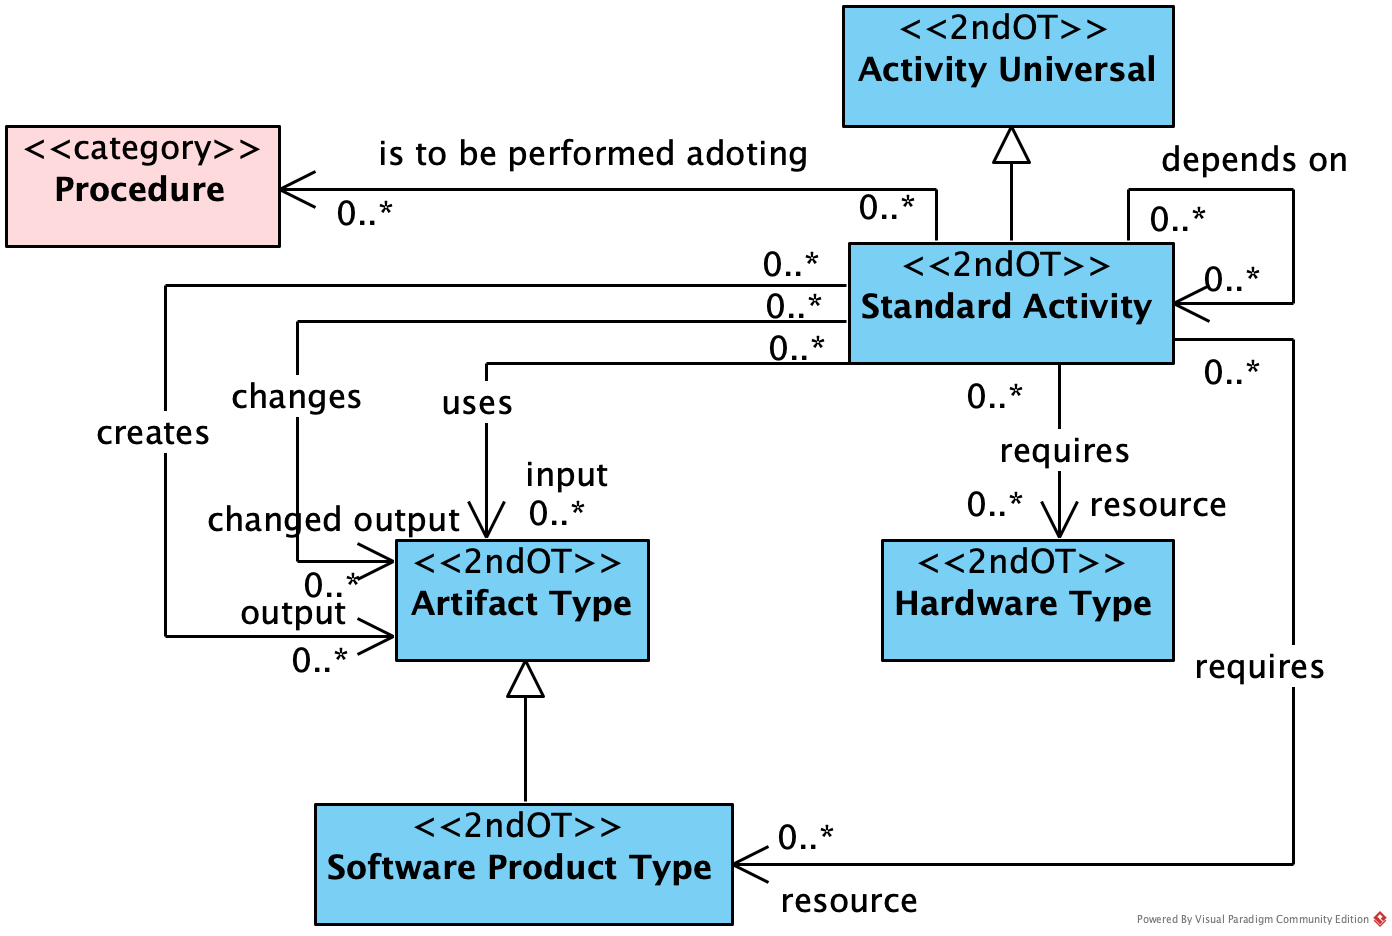 <<2ndOT>>
Activity Universal
<<category>>
Procedure
is to be performed adoting
0..*
0..*
depends on
0..*
0..*
<<2ndOT>>
Standard Activity
0..*
0..*
0..*
0..*
0..*
changes
uses
creates
requires
input
0..*
0..*
resource
changed output
0..*
output
0..*
<<2ndOT>>
Artifact Type
<<2ndOT>>
Hardware Type
requires
<<2ndOT>>
Software Product Type
0..*
resource
Powered By Visual Paradigm Community Edition